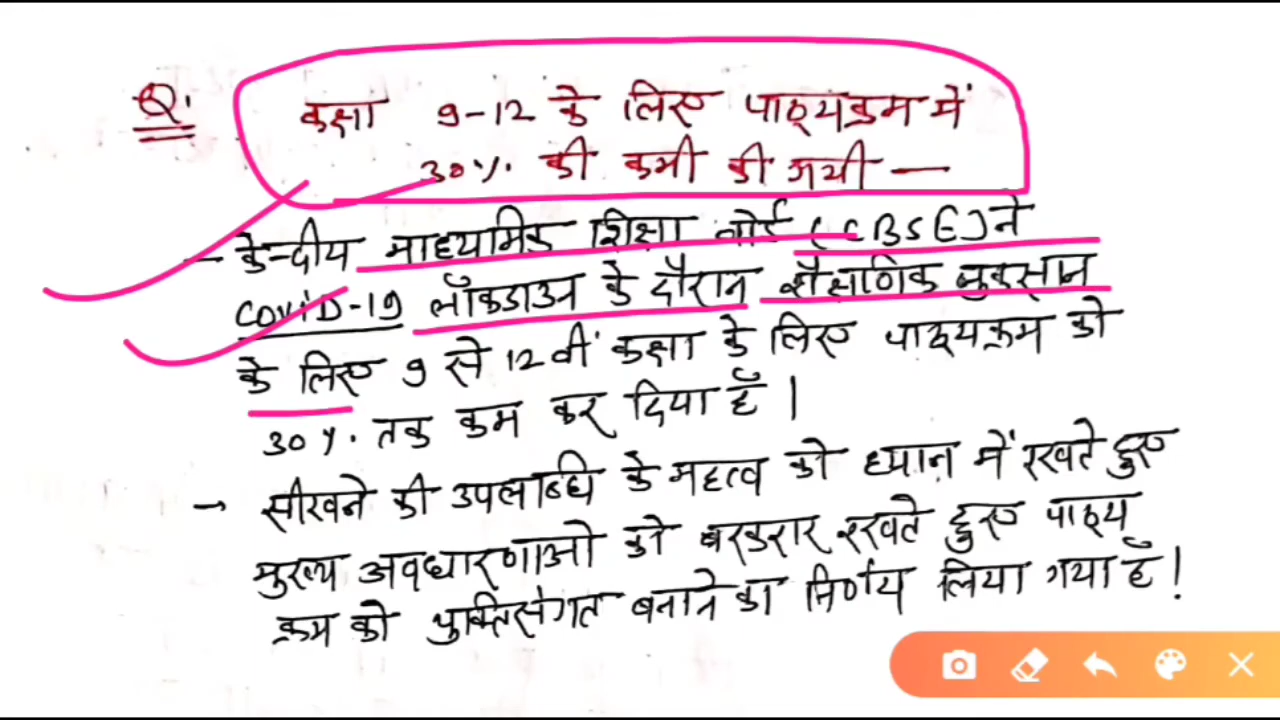 Q. कक्षा 9-12 के लिए पाठ्यक्रम में
30% की कमी की गयी —
- केन्द्रीय माध्यमिक शिक्षा बोर्ड (CBSE) ने
COVID-19 लॉकडाउन के दौरान शैक्षणिक नुकसान
के लिए 9 से 12 वीं कक्षा के लिए पाठ्यक्रम को
30% तक कम कर दिया है।
→ सीखने की उपलब्धि के महत्व को ध्यान में रखते हुए
मुख्य अवधारणाओं को बरकरार रखते हुए पाठ्य
क्रम को युक्तिसंगत बनाने का निर्णय लिया गया है!